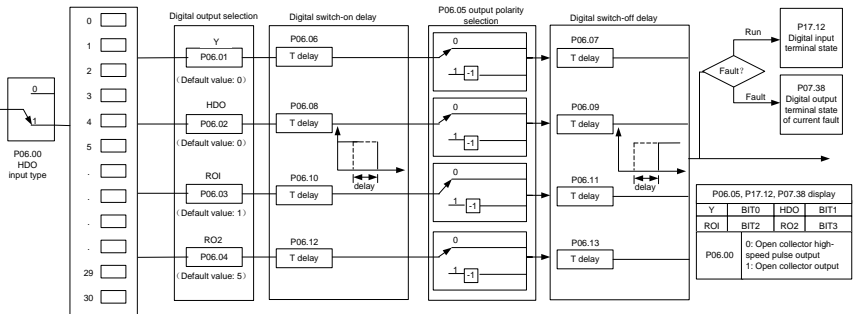 0
1
P06.00
HDO
input type
0
1
2
3
4
5
.
.
.
.
29
30
Digital output selection
Y
P06.01
(Default value: 0)
HDO
P06.02
(Default value: 0)
ROI
P06.03
(Default value: 1)
RO2
P06.04
(Default value: 5)
Digital switch-on delay
P06.06
T delay
P06.08
T delay
delay
P06.10
T delay
P06.12
T delay
P06.05 output polarity
selection
0
1
-1
0
1
-1
0
1
-1
0
1
-1
Digital switch-off delay
P06.07
T delay
P06.09
T delay
delay
P06.11
T delay
P06.13
T delay
Fault?
Run
P17.12
Digital input
terminal state
Fault
P07.38
Digital output
terminal state
of current fault
P06.05, P17.12, P07.38 display
Y BIT0 HDO BIT1
ROI BIT2 RO2 BIT3
P06.00
0: Open collector high-
speed pulse output
1: Open collector output